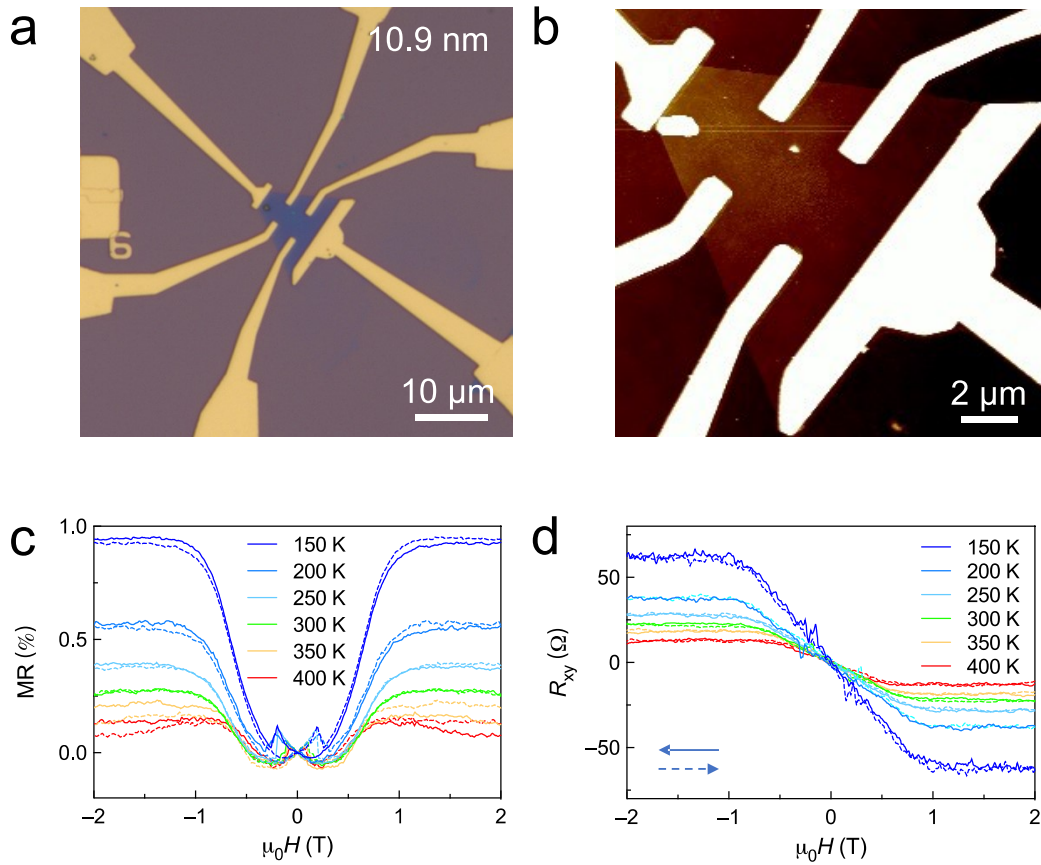 a
10.9 nm
6
10 μm
b
2 μm
c
1.0
0.5
0.0
MR (%)
150 K
200 K
250 K
300 K
350 K
400 K
−2
−1
0
1
2
μ₀H (T)
d
50
0
−50
Rxy (Ω)
150 K
200 K
250 K
300 K
350 K
400 K
−2
−1
0
1
2
μ₀H (T)